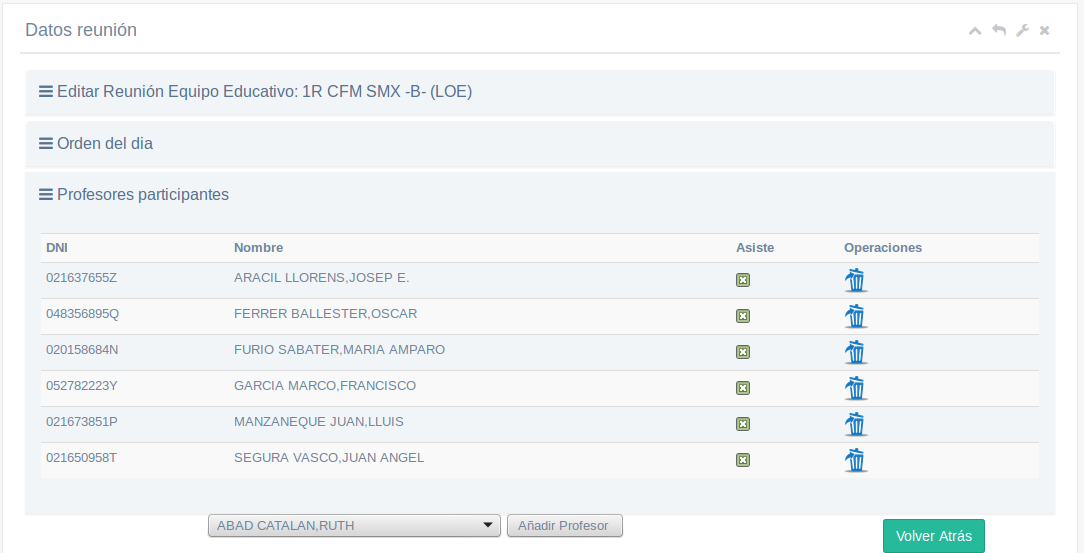 Datos reunión
Editar Reunión Equipo Educativo: 1R CFM SMX -B- (LOE)
Orden del dia
Profesores participantes
DNI Nombre Asiste Operaciones
021637655Z ARACIL LLORENS,JOSEP E.
048356895Q FERRER BALLESTER,OSCAR
020158684N FURIO SABATER,MARIA AMPARO
052782223Y GARCIA MARCO,FRANCISCO
021673851P MANZANEQUE JUAN,LLUIS
021650958T SEGURA VASCO,JUAN ANGEL
ABAD CATALAN,RUTH Añadir Profesor
Volver Atrás